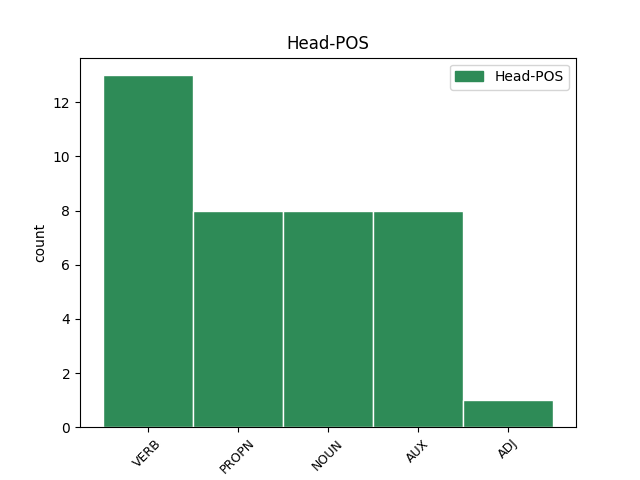 Head-POS
Head-POS
count
12
10
8
6
4
2
0
VERB
PROPN
NOUN
AUX
ADJ